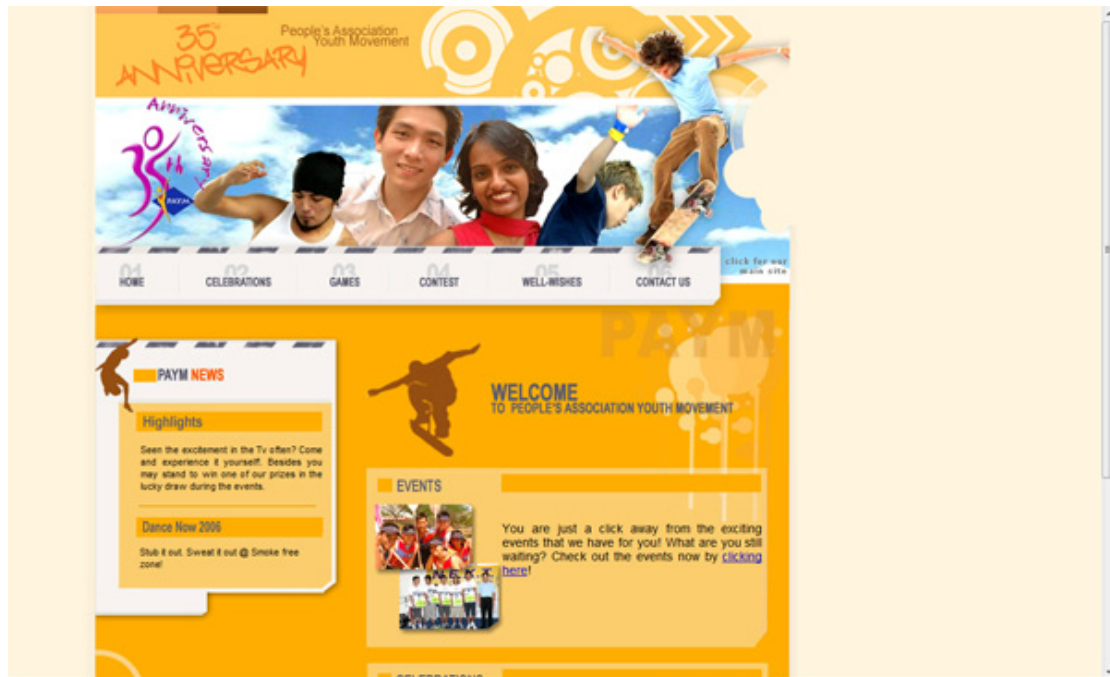 35TH
ANNIVERSARY
People's Association
Youth Movement
Anniversary
35th
PAYM
click for our
main site
01 02 03 04 05 06
HOME CELEBRATIONS GAMES CONTEST WELL-WISHES CONTACT US
PAYM
PAYM NEWS
Highlights
Seen the excitement in the Tv often? Come
and experience it yourself!. Besides you
may stand to win one of our prizes in the
lucky draw during the events.
Dance Now 2006
Stub it out. Sweat it out @ Smoke free
zone!
WELCOME
TO PEOPLE'S ASSOCIATION YOUTH MOVEMENT
EVENTS
You are just a click away from the exciting
events that we have for you! What are you still
waiting? Check out the events now by clicking
here!
CELEBRATIONS